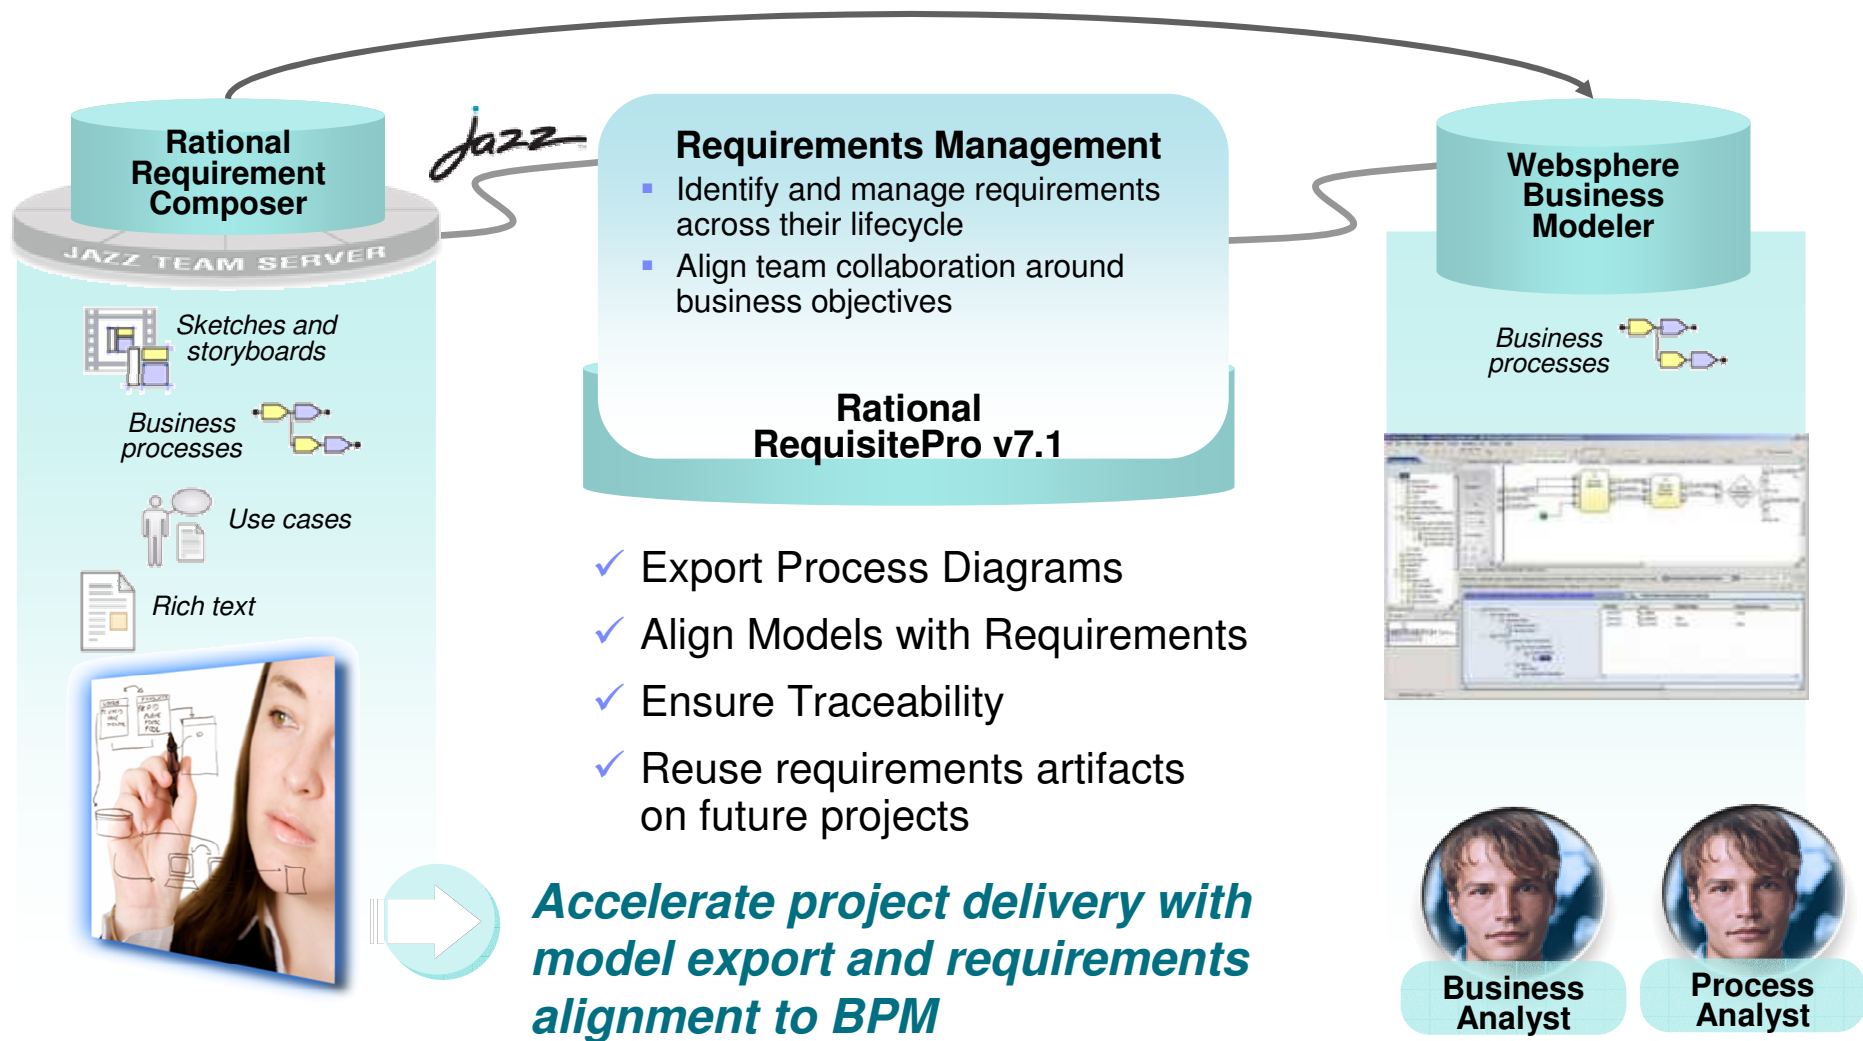 Rational
Requirement
Composer
JAZZ TEAM SERVER
Sketches and
storyboards
Business
processes
Use cases
Rich text
jazz
Requirements Management
Identify and manage requirements
across their lifecycle
Align team collaboration around
business objectives
Rational
RequisitePro v7.1
Export Process Diagrams
Align Models with Requirements
Ensure Traceability
Reuse requirements artifacts
on future projects
Accelerate project delivery with
model export and requirements
alignment to BPM
Websphere
Business
Modeler
Business
processes
Business
Analyst
Process
Analyst